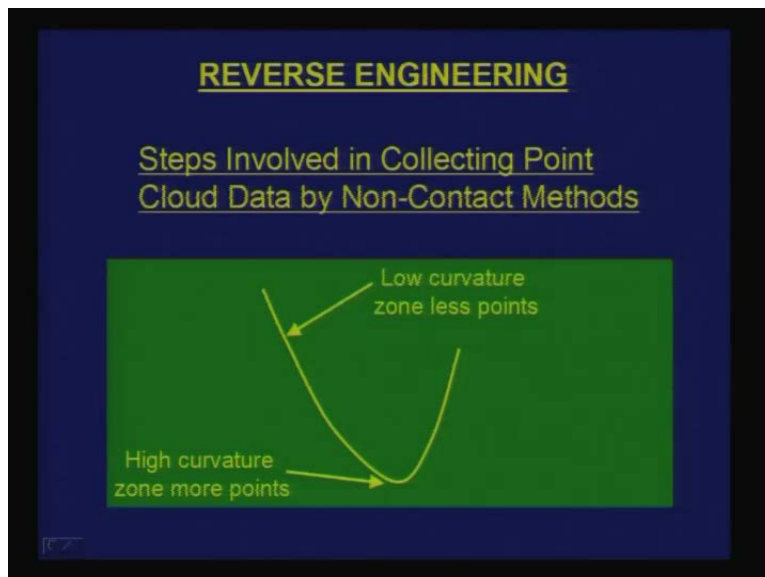 REVERSE ENGINEERING
Steps Involved in Collecting Point
Cloud Data by Non-Contact Methods
Low curvature
zone less points
High curvature
zone more points